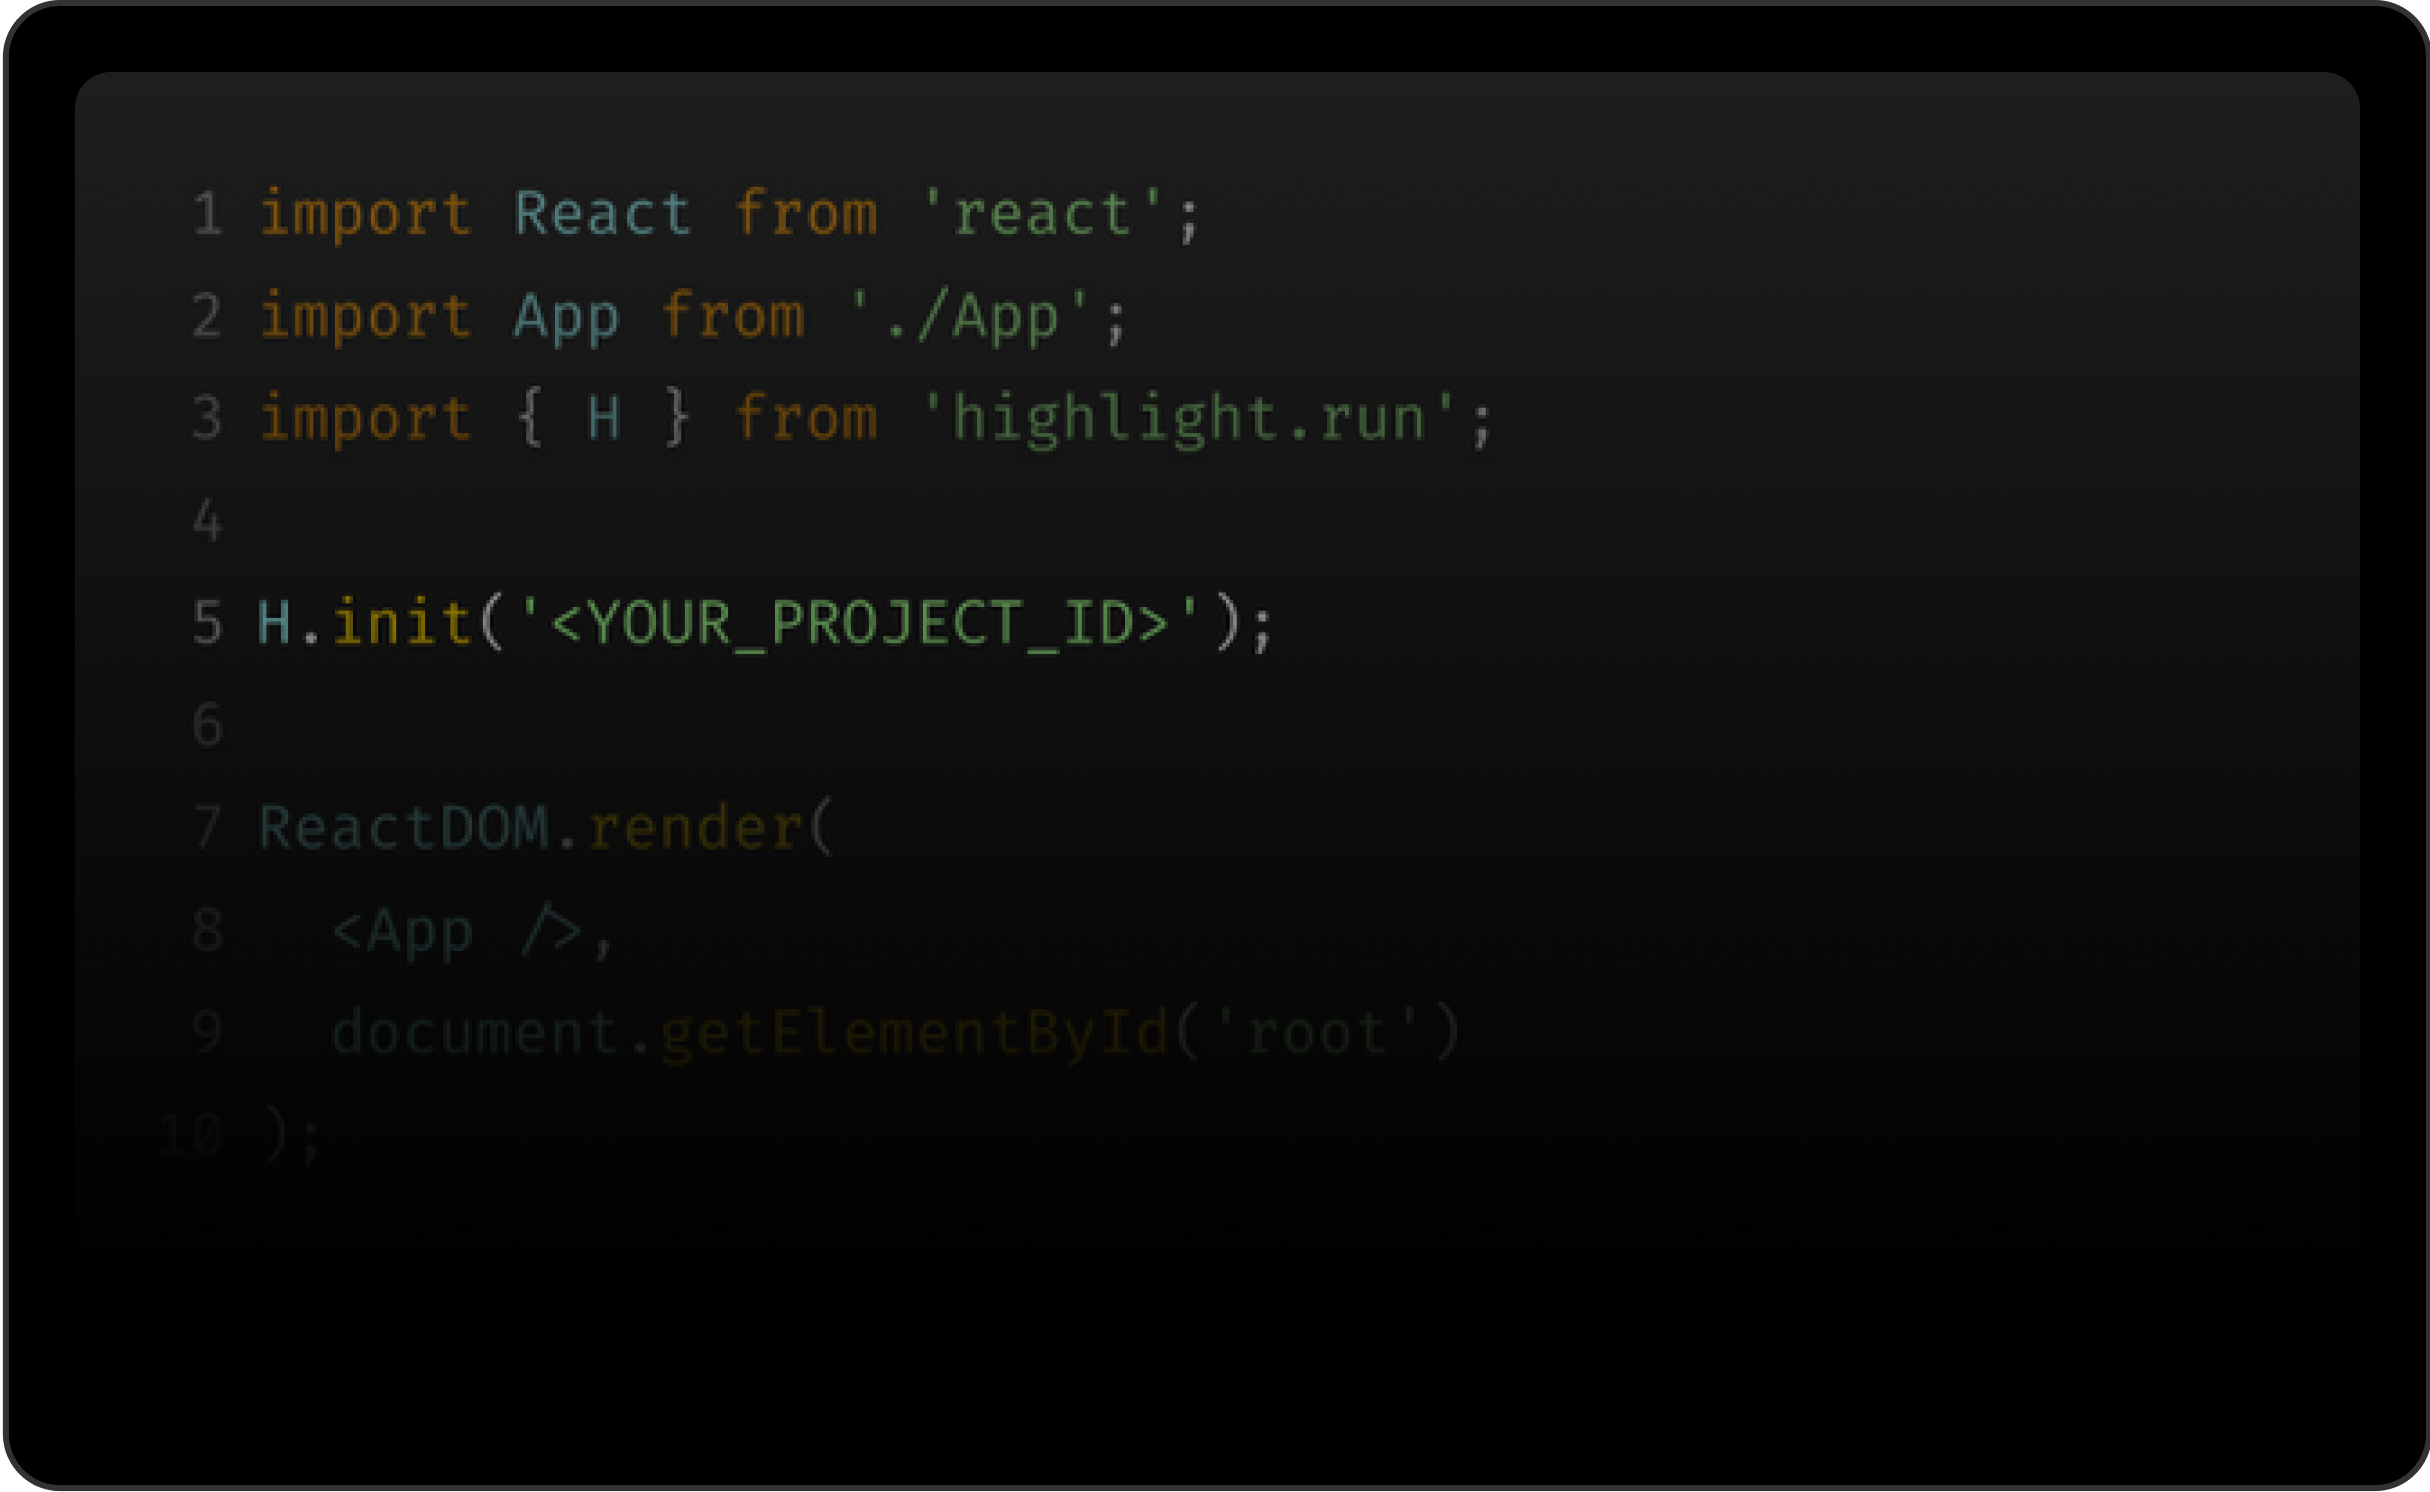 1 import React from 'react';
2 import App from './App';
3 import { H } from 'highlight.run';
4
5 H.init('<YOUR_PROJECT_ID>');
6
7 ReactDOM.render(
8   <App />,
9   document.getElementById('root')
10 );